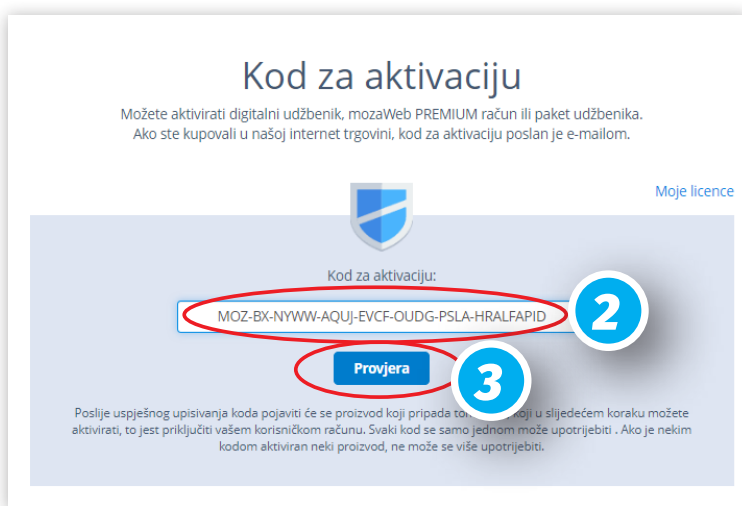 Kod za aktivaciju
Možete aktivirati digitalni udžbenik, mozaWeb PREMIUM račun ili paket udžbenika.
Ako ste kupovali u našoj internet trgovini, kod za aktivaciju poslan je e-mailom.
Moje licence
Kod za aktivaciju:
MOZ-BX-NYWW-AQUJ-EVCF-OUDG-PSLA-HRALFAPID
2
Provjera
3
Poslije uspješnog upisivanja koda pojaviti će se proizvod koji pripada koji u slijedećem koraku možete
aktivirati, to jest priključiti vašem korisničkom računu. Svaki kod se samo jednom može upotrijebiti . Ako je nekim
kodom aktiviran neki proizvod, ne može se više upotrijebiti.